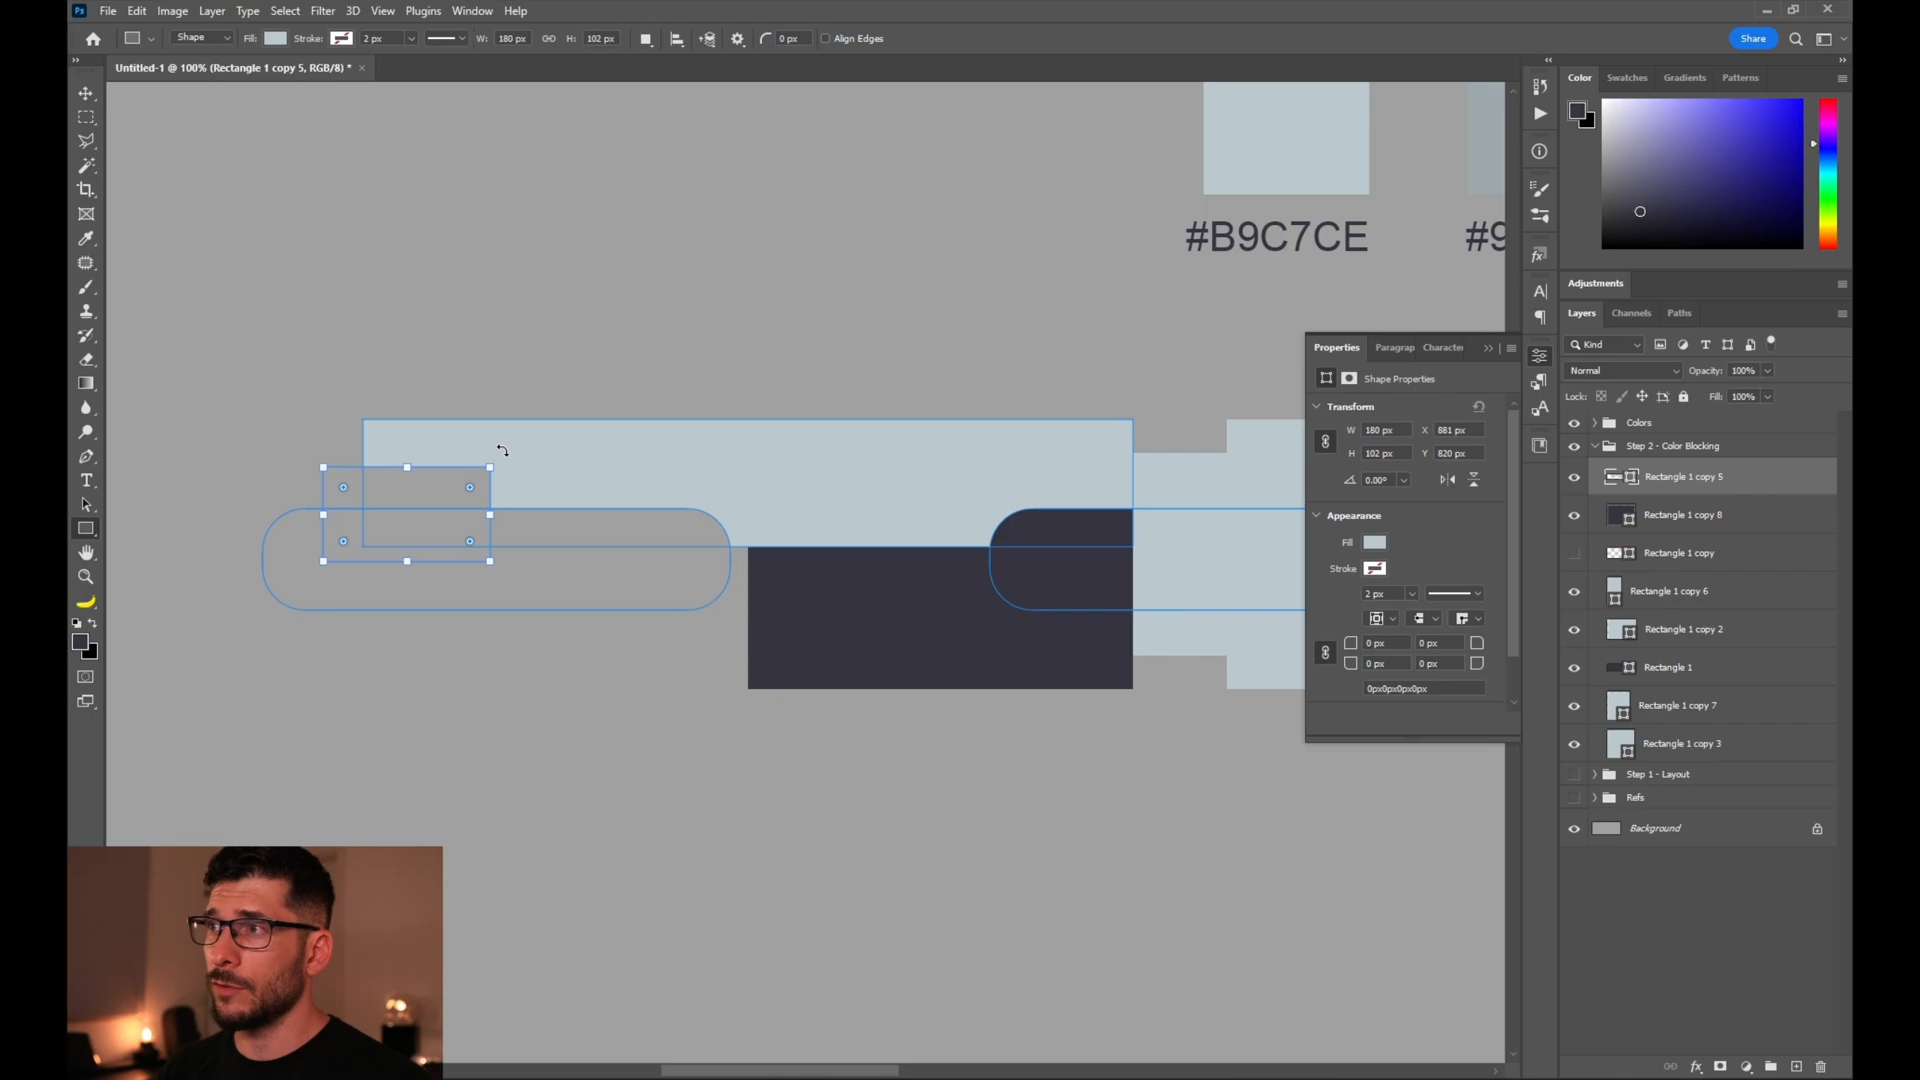 Ps File Edit Image Layer Type Select Filter 3D View Plugins Window Help
Shape Fill: Stroke: 2 px W: 180 px H: 102 px 0 px Align Edges Share
Untitled-1 @ 100% (Rectangle 1 copy 5, RGB/8) * ×
Color Swatches Gradients Patterns
#B9C7CE #9
Adjustments
Layers Channels Paths
Kind
Normal Opacity: 100%
Lock: Fill: 100%
Colors
Step 2 - Color Blocking
Rectangle 1 copy 5
Rectangle 1 copy 8
Rectangle 1 copy
Rectangle 1 copy 6
Rectangle 1 copy 2
Rectangle 1
Rectangle 1 copy 7
Rectangle 1 copy 3
Step 1 - Layout
Refs
Background
Properties Paragrap Character
Shape Properties
Transform
W 180 px X 881 px
H 102 px Y 820 px
0.00°
Appearance
Fill
Stroke
2 px
0 px 0 px
0 px 0 px
0px0px0px0px